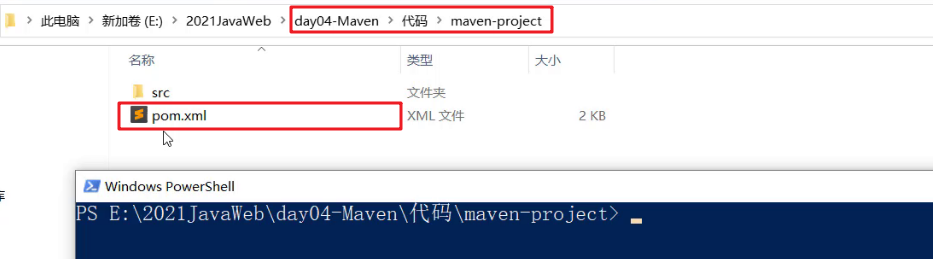 此电脑 › 新加卷 (E:) › 2021JavaWeb › day04-Maven › 代码 › maven-project
名称 类型 大小
src 文件夹
pom.xml XML 文件 2 KB
Windows PowerShell
PS E:\2021JavaWeb\day04-Maven\代码\maven-project>